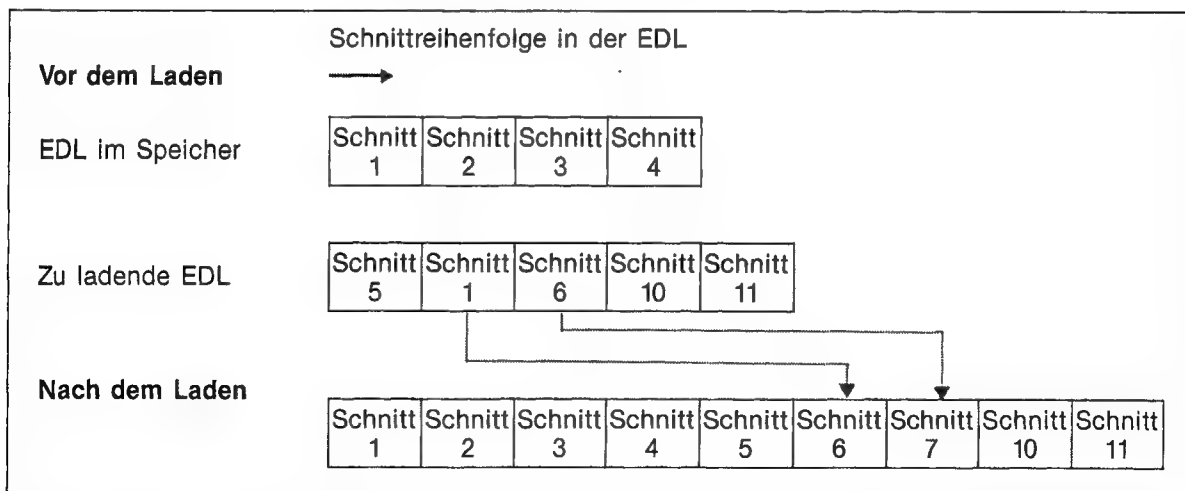 Schnittreihenfolge in der EDL
Vor dem Laden
EDL im Speicher
Schnitt Schnitt Schnitt Schnitt
1 2 3 4
Zu ladende EDL
Schnitt Schnitt Schnitt Schnitt Schnitt
5 1 6 10 11
Nach dem Laden
Schnitt Schnitt Schnitt Schnitt Schnitt Schnitt Schnitt Schnitt Schnitt
1 2 3 4 5 6 7 10 11